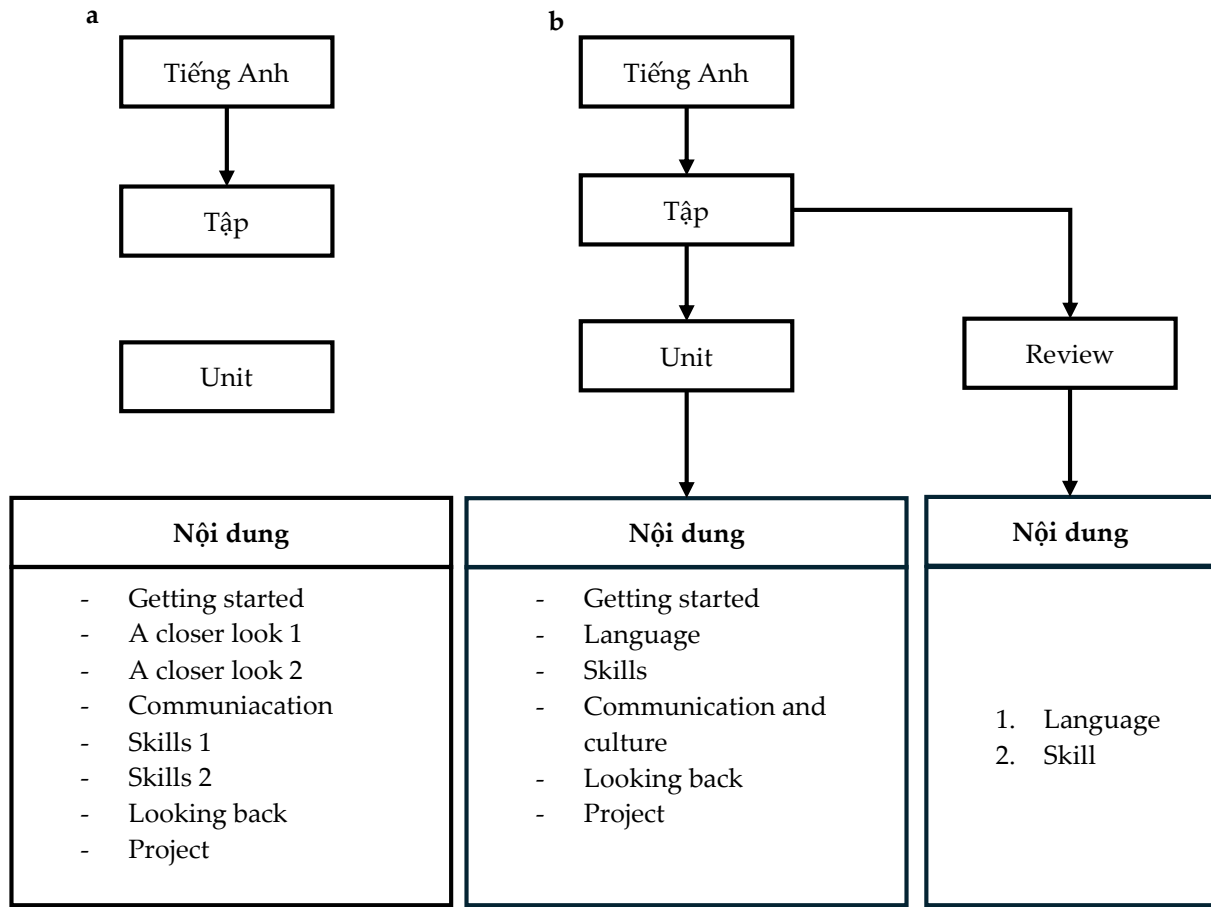 a
Tiếng Anh
Tập
Unit
Nội dung
- Getting started
- A closer look 1
- A closer look 2
- Communiacation
- Skills 1
- Skills 2
- Looking back
- Project
b
Tiếng Anh
Tập
Unit
Review
Nội dung
- Getting started
- Language
- Skills
- Communication and
culture
- Looking back
- Project
Nội dung
1. Language
2. Skill